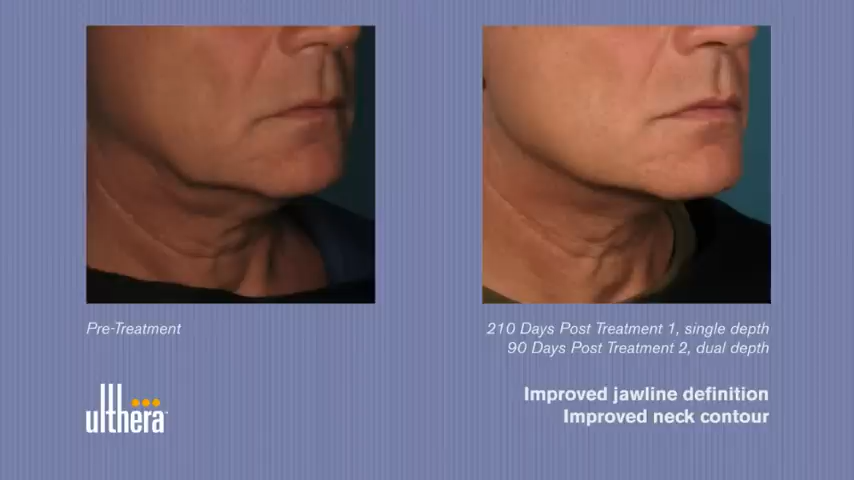 Pre-Treatment
210 Days Post Treatment 1, single depth
90 Days Post Treatment 2, dual depth
Improved jawline definition
Improved neck contour
ulthera